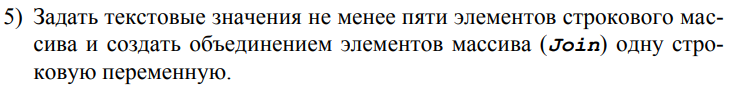 5) Задать текстовые значения не менее пяти элементов строкового мас-
сива и создать объединением элементов массива (Join) одну стро-
ковую переменную.